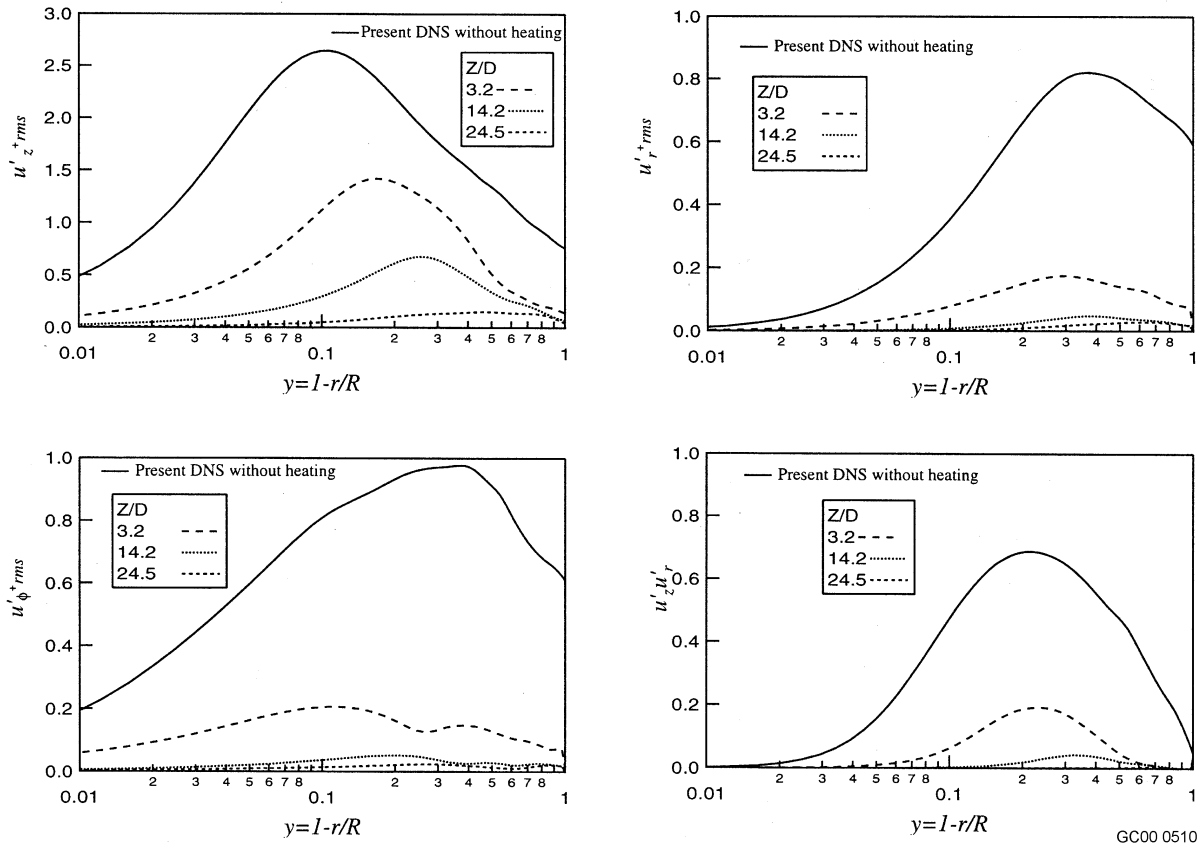 Present DNS without heating
Z/D
3.2
14.2
24.5
3.0
2.5
2.0
1.5
1.0
0.5
0.0
u'z+rms
2 3 4 5 6 7 8 2 3 4 5 6 7 8
0.01 0.1 1
y=1-r/R
Present DNS without heating
Z/D
3.2
14.2
24.5
1.0
0.8
0.6
0.4
0.2
0.0
u'r+rms
2 3 4 5 6 7 8 2 3 4 5 6 7 8
0.01 0.1 1
y=1-r/R
Present DNS without heating
Z/D
3.2
14.2
24.5
1.0
0.8
0.6
0.4
0.2
0.0
u'ϕ+rms
2 3 4 5 6 7 8 2 3 4 5 6 7 8
0.01 0.1 1
y=1-r/R
Present DNS without heating
Z/D
3.2
14.2
24.5
1.0
0.8
0.6
0.4
0.2
0.0
u'zu'r
2 3 4 5 6 7 8 2 3 4 5 6 7 8
0.01 0.1 1
y=1-r/R
GC00 0510